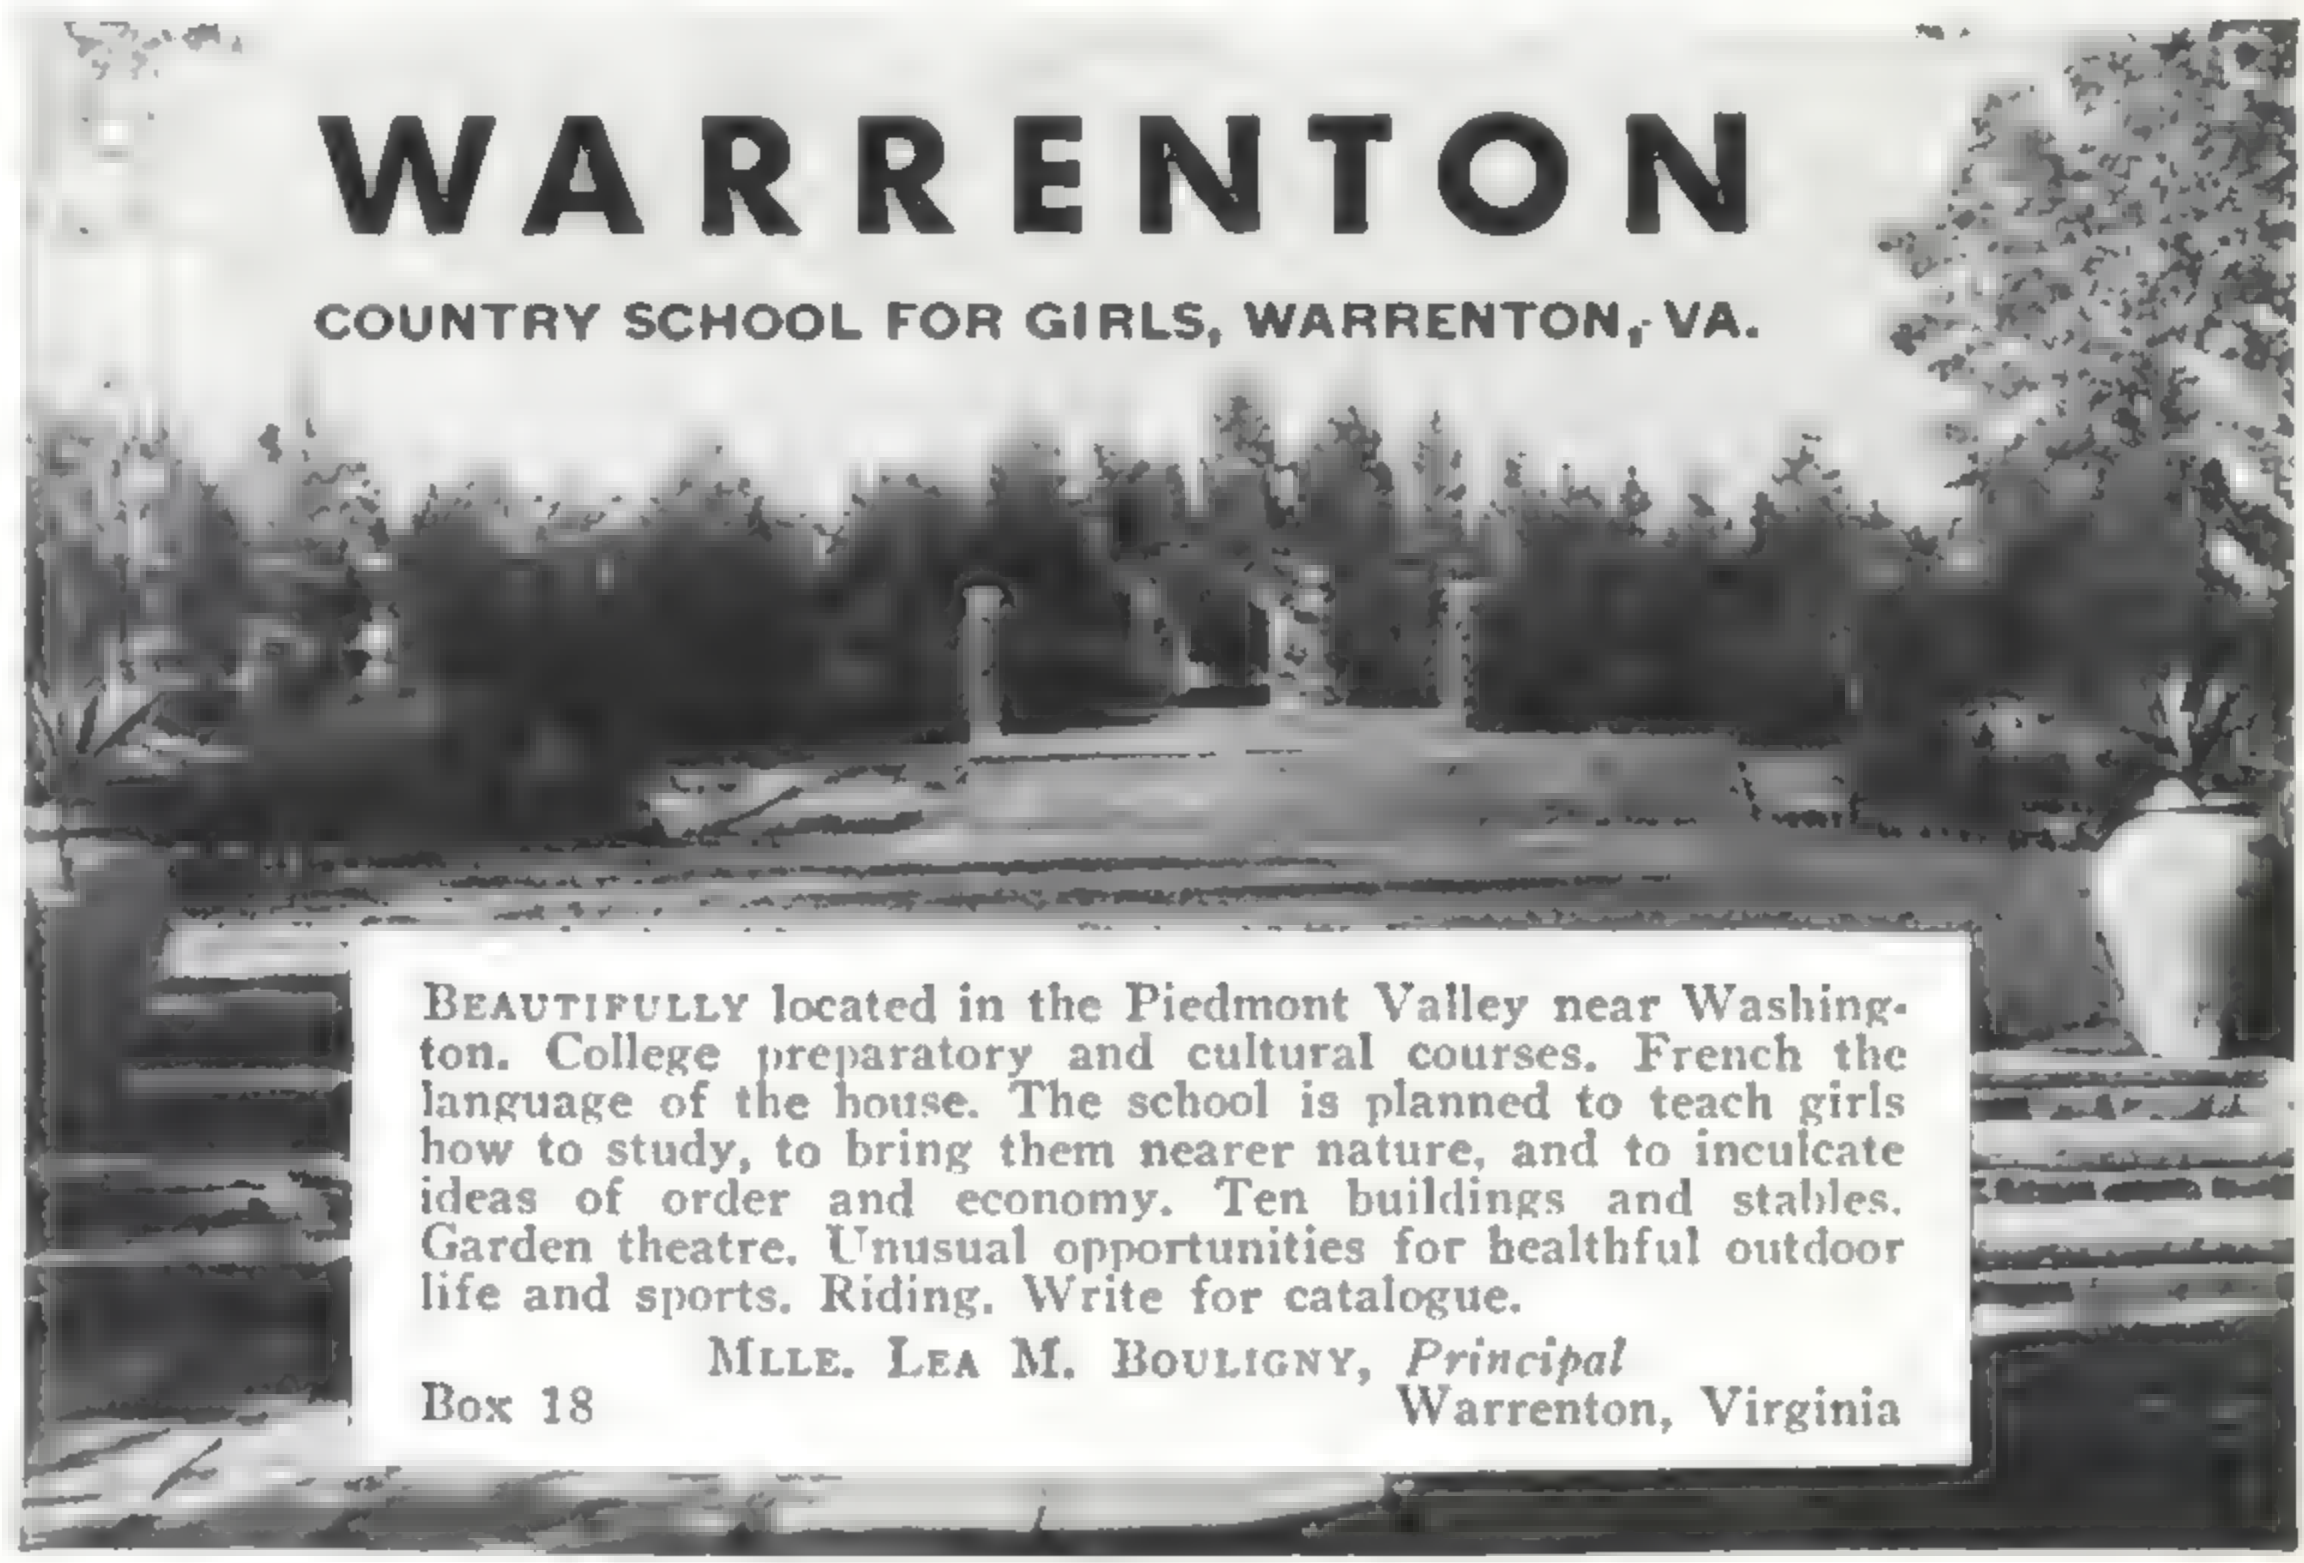 WARRENTON
COUNTRY SCHOOL FOR GIRLS, WARRENTON, VA.
BEAUTIFULLY located in the Piedmont Valley near Washing-
ton. College preparatory and cultural courses. French the
language of the house. The school is planned to teach girls
how to study, to bring them nearer nature, and to inculcate
ideas of order and economy. Ten buildings and stables.
Garden theatre. Unusual opportunities for healthful outdoor
life and sports. Riding. Write for catalogue.
MLLE. LEA M. BOULIGNY, Principal
Box 18 Warrenton, Virginia